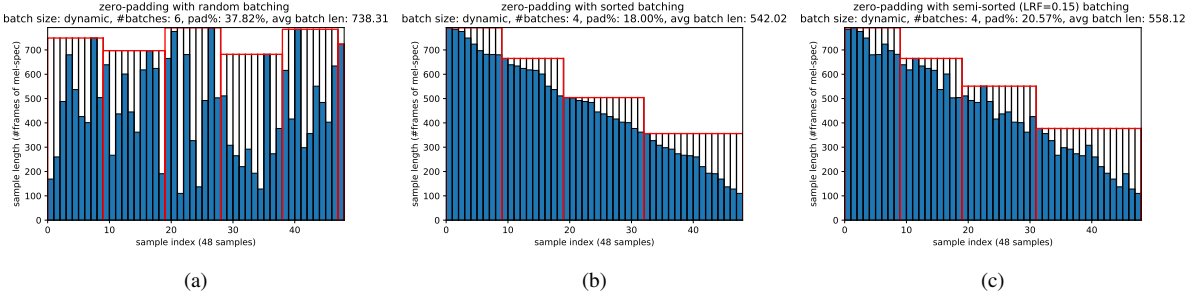 zero-padding with random batching
batch size: dynamic, #batches: 6, pad%: 37.82%, avg batch len: 738.31
sample length (#frames of mel-spec)
700
600
500
400
300
200
100
0
0 10 20 30 40
sample index (48 samples)
(a)
zero-padding with sorted batching
batch size: dynamic, #batches: 4, pad%: 18.00%, avg batch len: 542.02
sample length (#frames of mel-spec)
700
600
500
400
300
200
100
0
0 10 20 30 40
sample index (48 samples)
(b)
zero-padding with semi-sorted (LRF=0.15) batching
batch size: dynamic, #batches: 4, pad%: 20.57%, avg batch len: 558.12
sample length (#frames of mel-spec)
700
600
500
400
300
200
100
0
0 10 20 30 40
sample index (48 samples)
(c)